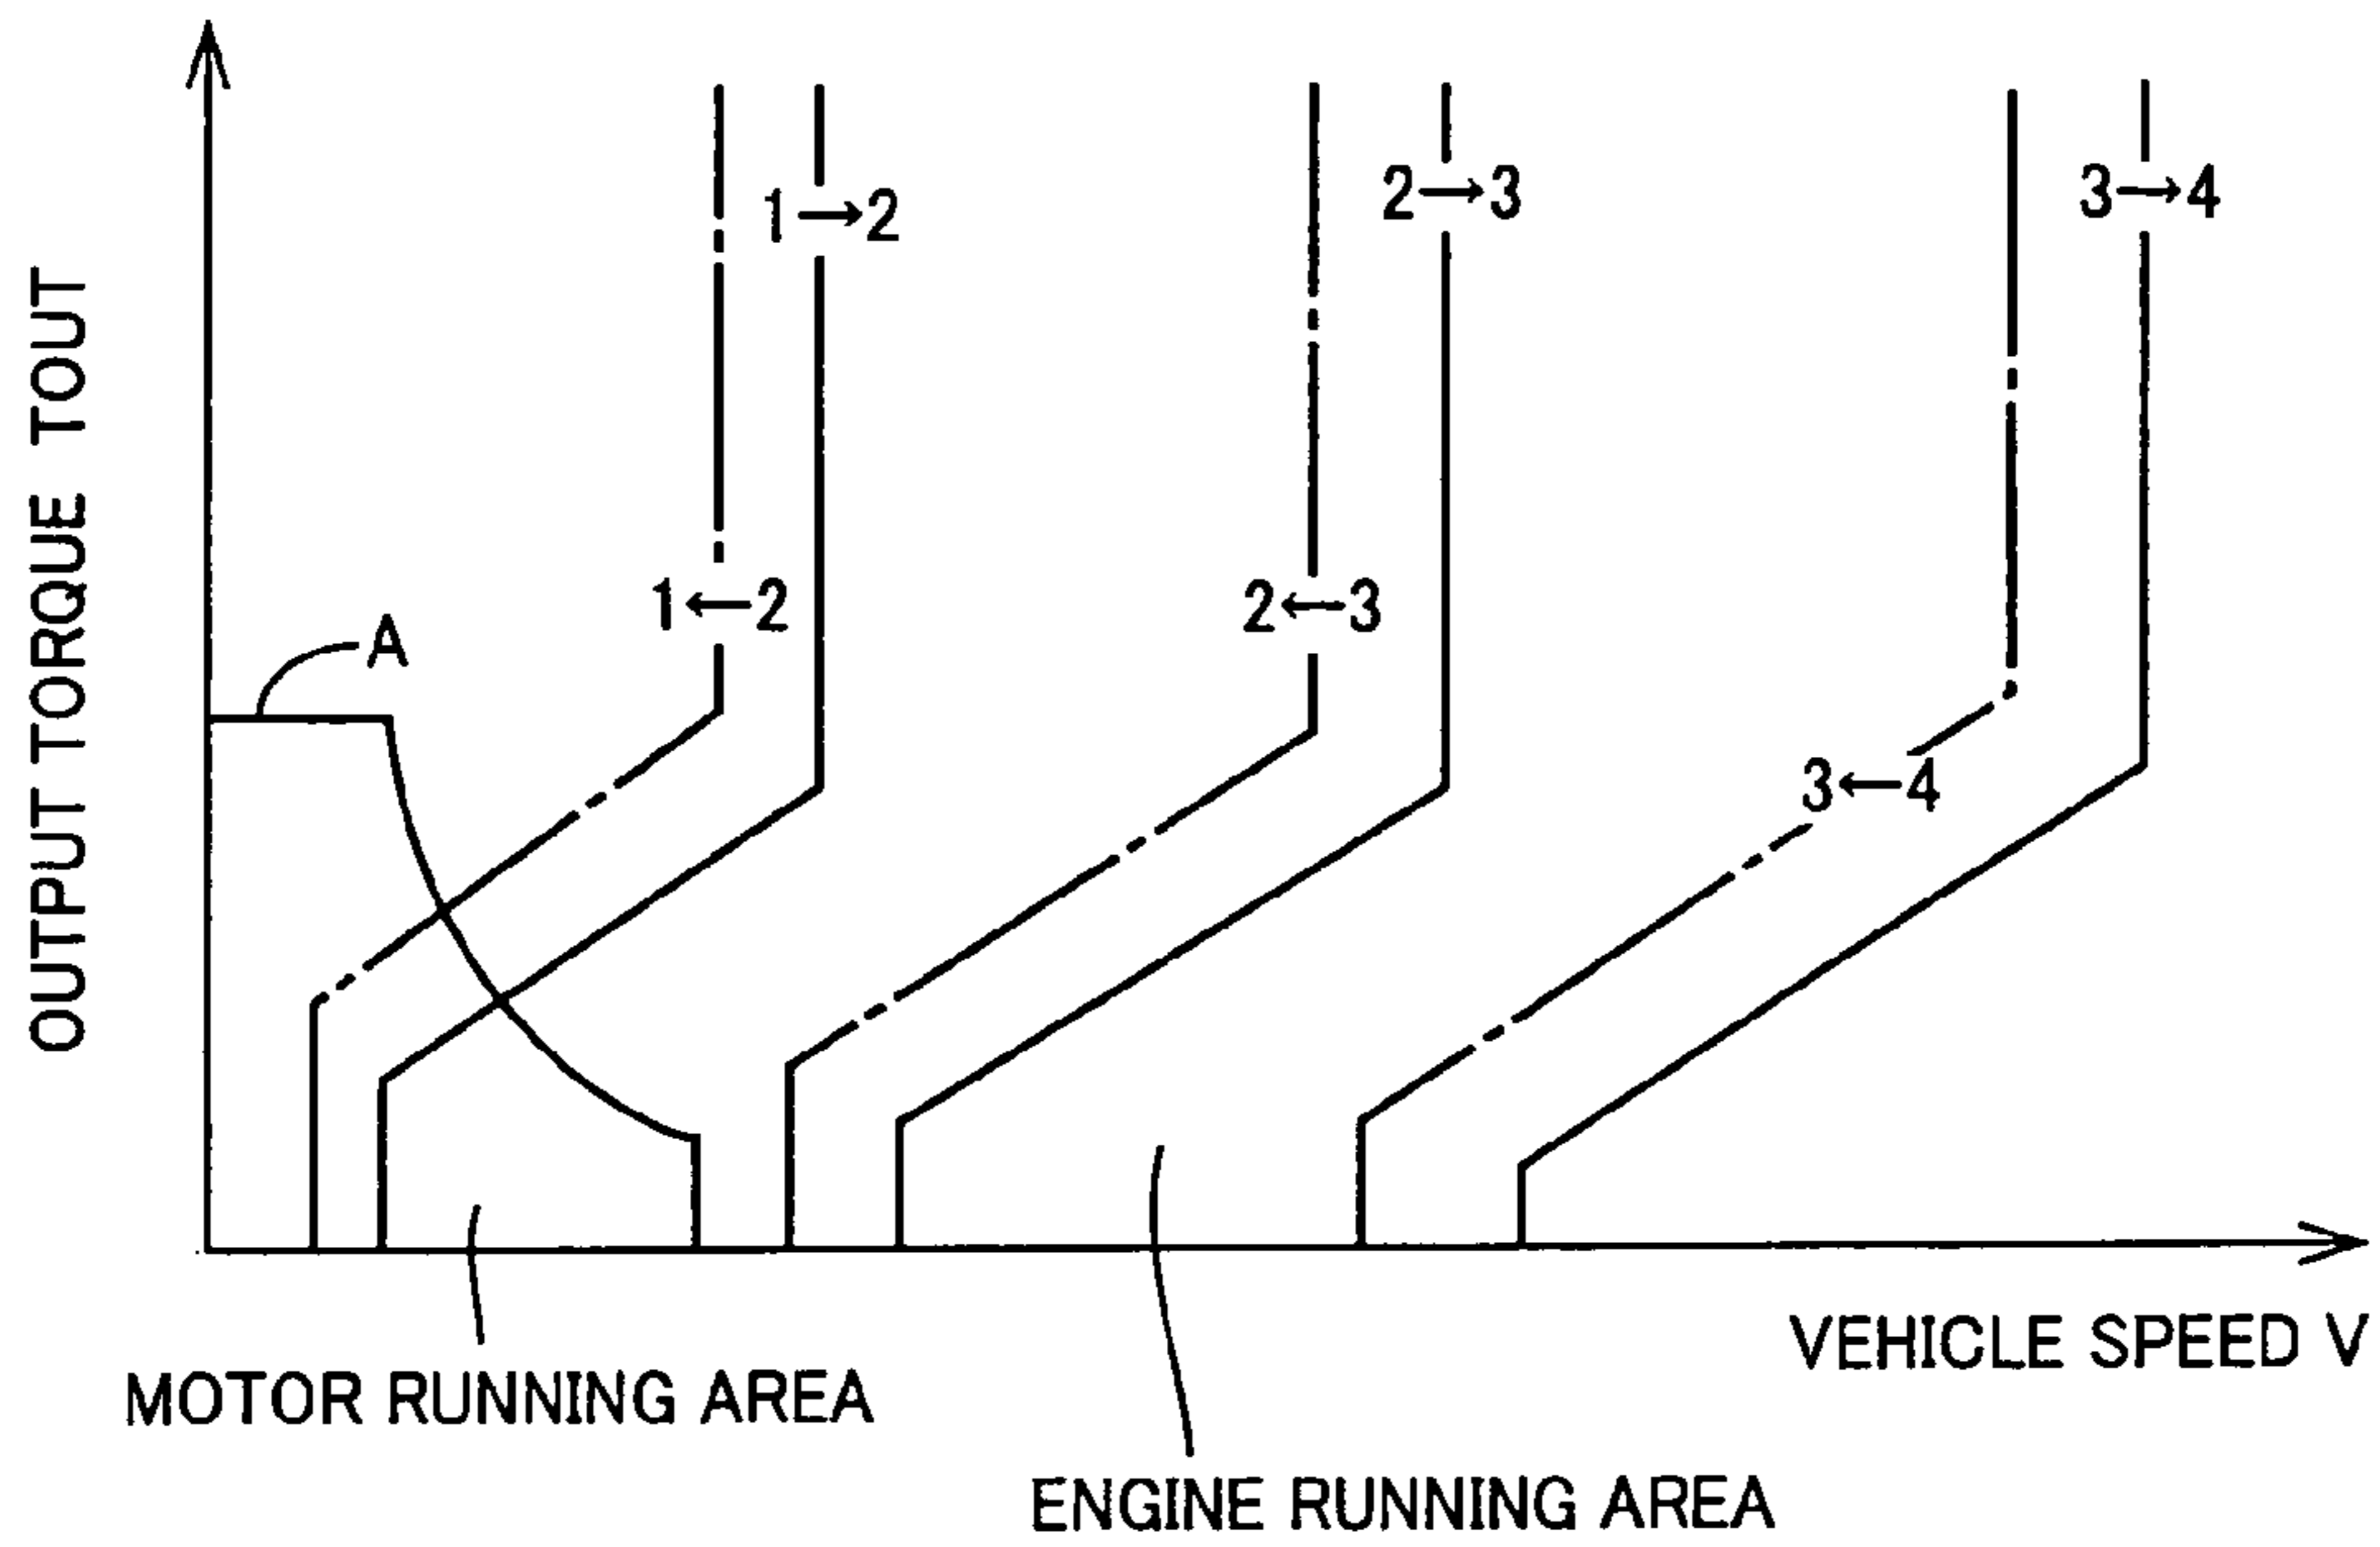 1→2
2→3
3→4
1←2
2←3
3←4
A
OUTPUT TORQUE TOUT
VEHICLE SPEED V
MOTOR RUNNING AREA
ENGINE RUNNING AREA